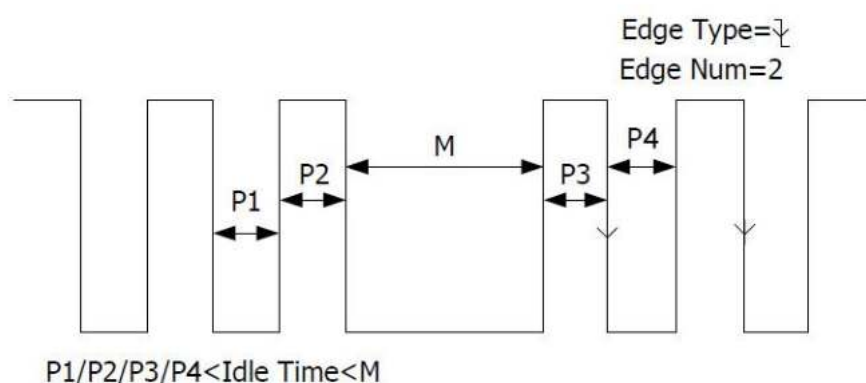 Edge Type=
Edge Num=2
M
P4
P2
P3
P1
P1/P2/P3/P4<Idle Time<M